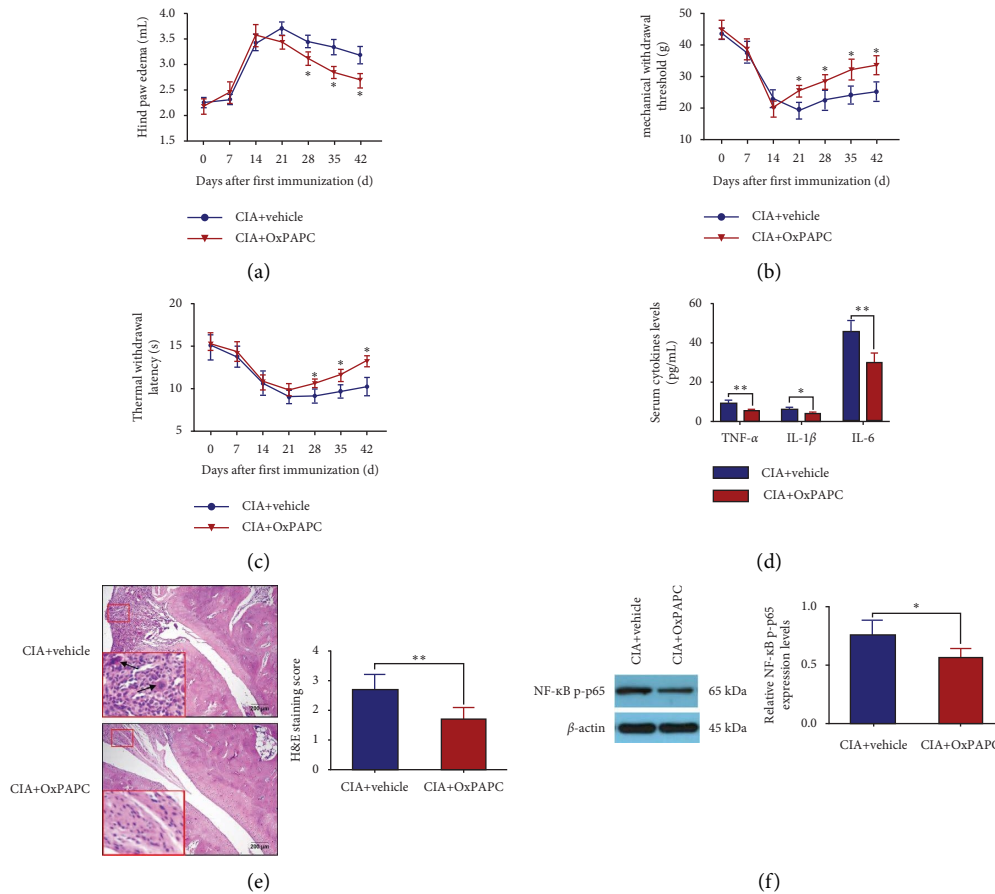 Hind paw edema (mL)
4.0
3.5
3.0
2.5
2.0
1.5
* * *
0 7 14 21 28 35 42
Days after first immunization (d)
CIA+vehicle
CIA+OxPAPC
(a)
mechanical withdrawal
threshold (g)
50
40
30
20
10
* * * *
0 7 14 21 28 35 42
Days after first immunization (d)
CIA+vehicle
CIA+OxPAPC
(b)
Thermal withdrawal
latency (s)
20
15
10
5
* * *
0 7 14 21 28 35 42
Days after first immunization (d)
CIA+vehicle
CIA+OxPAPC
(c)
Serum cytokines levels
(pg/mL)
60
40
20
0
** * **
TNF-α IL-1β IL-6
CIA+vehicle
CIA+OxPAPC
(d)
CIA+vehicle
200 μm
CIA+OxPAPC
200 μm
H&E staining score
4
3
2
1
0
**
CIA+vehicle CIA+OxPAPC
(e)
CIA+vehicle
CIA+OxPAPC
NF-κB p-p65 65 kDa
β-actin 45 kDa
Relative NF-κB p-p65
expression levels
1.0
0.5
0.0
*
CIA+vehicle CIA+OxPAPC
(f)